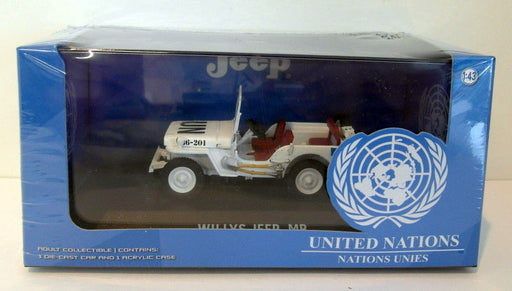 Jeep
1:43
UN
36-201
WILLYS JEEP MB
UNITED NATIONS
NATIONS UNIES
ADULT COLLECTIBLE | CONTAINS:
1 DIE-CAST CAR AND 1 ACRYLIC CASE